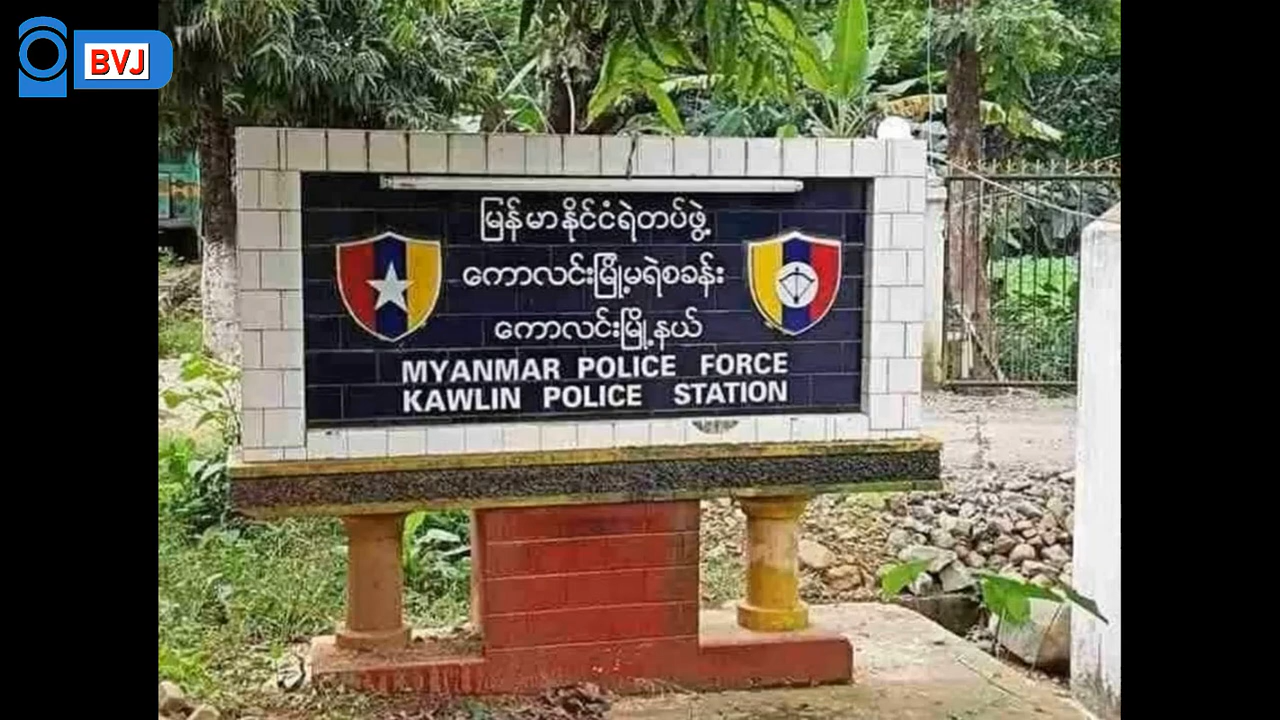 BVJ
မြန်မာနိုင်ငံရဲတပ်ဖွဲ့
ကောလင်းမြို့မရဲစခန်း
ကောလင်းမြို့နယ်
MYANMAR POLICE FORCE
KAWLIN POLICE STATION